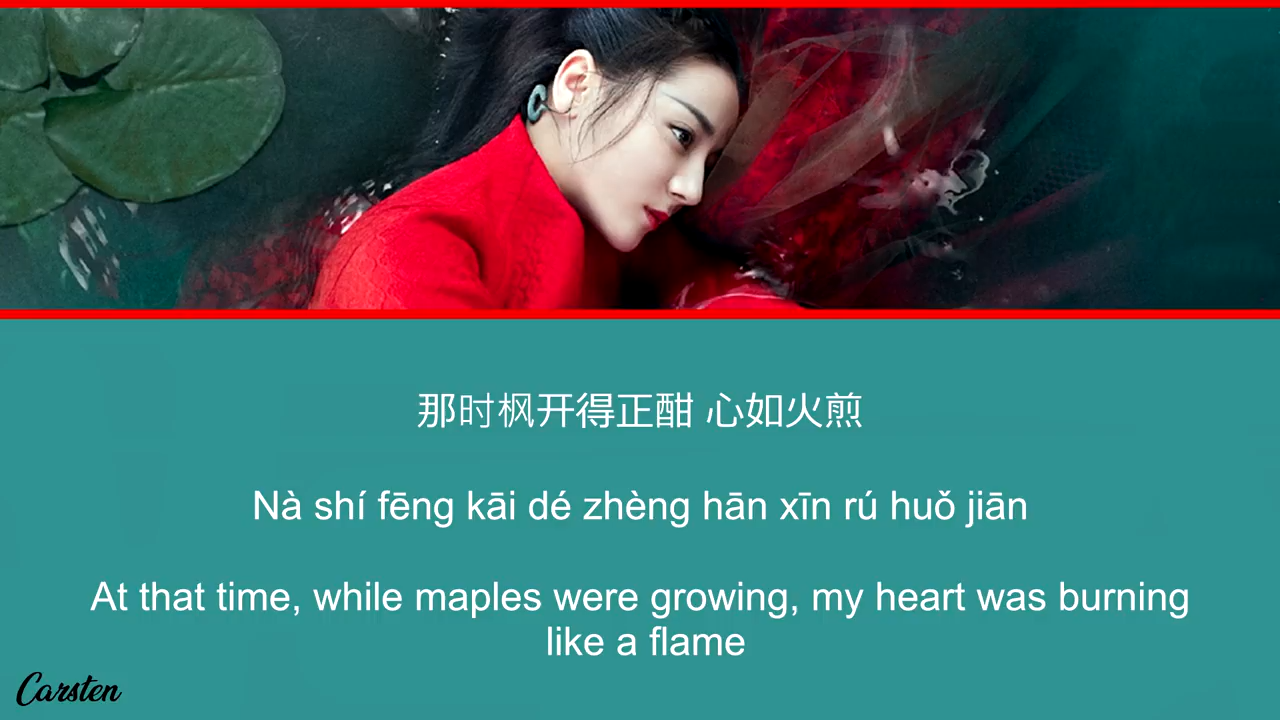 那时枫开得正酣 心如火煎
Nà shí fēng kāi dé zhèng hān xīn rú huǒ jiān
At that time, while maples were growing, my heart was burning
like a flame
Carsten